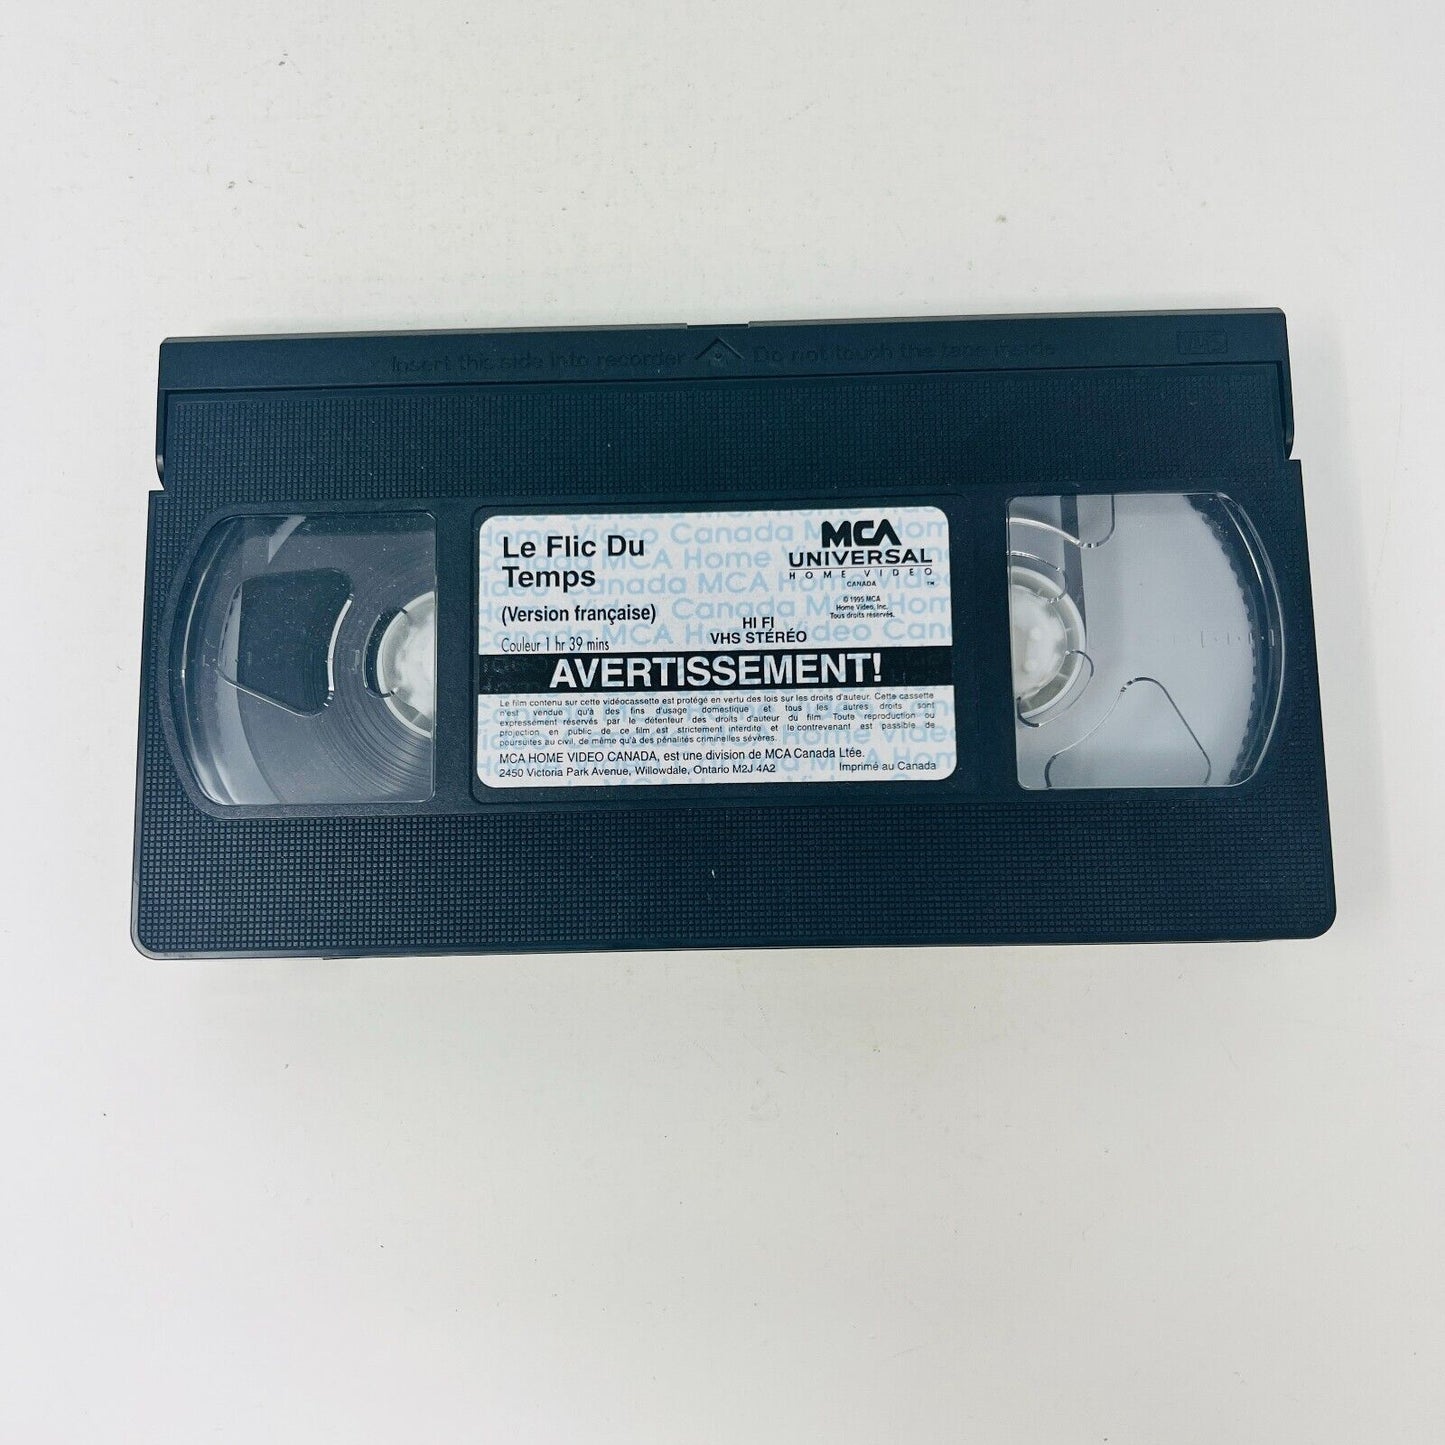 Insert this side into recorder Do not touch the tape inside
VHS
Le Flic Du
Temps
(Version française)
Couleur 1 hr 39 mins
MCA
UNIVERSAL
HOME VIDEO
CANADA ™
© 1995 MCA
Home Video, Inc.
Tous droits réservés.
HI FI
VHS STÉRÉO
AVERTISSEMENT!
Le film contenu sur cette vidéocassette est protégé en vertu des lois sur les droits d'auteur. Cette cassette
n'est vendue qu'à des fins d'usage domestique et tous les autres droits sont
expressément réservés par le détenteur des droits d'auteur du film. Toute reproduction ou
projection en public de ce film est strictement interdite et le contrevenant est passible de
poursuites au civil, de même qu'à des pénalités criminelles sévères.
MCA HOME VIDEO CANADA, est une division de MCA Canada Ltée.
2450 Victoria Park Avenue, Willowdale, Ontario M2J 4A2 Imprimé au Canada